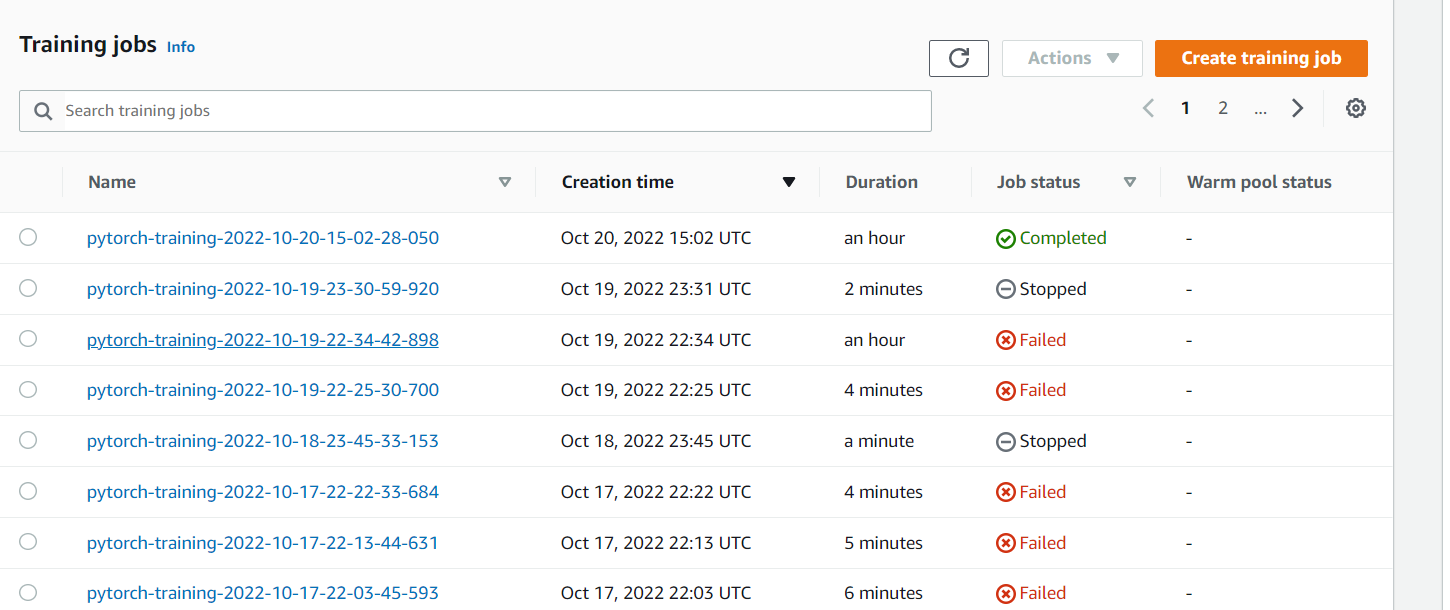 Training jobs Info
Actions Create training job
Search training jobs
1 2 ...
Name Creation time Duration Job status Warm pool status
pytorch-training-2022-10-20-15-02-28-050 Oct 20, 2022 15:02 UTC an hour Completed -
pytorch-training-2022-10-19-23-30-59-920 Oct 19, 2022 23:31 UTC 2 minutes Stopped -
pytorch-training-2022-10-19-22-34-42-898 Oct 19, 2022 22:34 UTC an hour Failed -
pytorch-training-2022-10-19-22-25-30-700 Oct 19, 2022 22:25 UTC 4 minutes Failed -
pytorch-training-2022-10-18-23-45-33-153 Oct 18, 2022 23:45 UTC a minute Stopped -
pytorch-training-2022-10-17-22-22-33-684 Oct 17, 2022 22:22 UTC 4 minutes Failed -
pytorch-training-2022-10-17-22-13-44-631 Oct 17, 2022 22:13 UTC 5 minutes Failed -
pytorch-training-2022-10-17-22-03-45-593 Oct 17, 2022 22:03 UTC 6 minutes Failed -